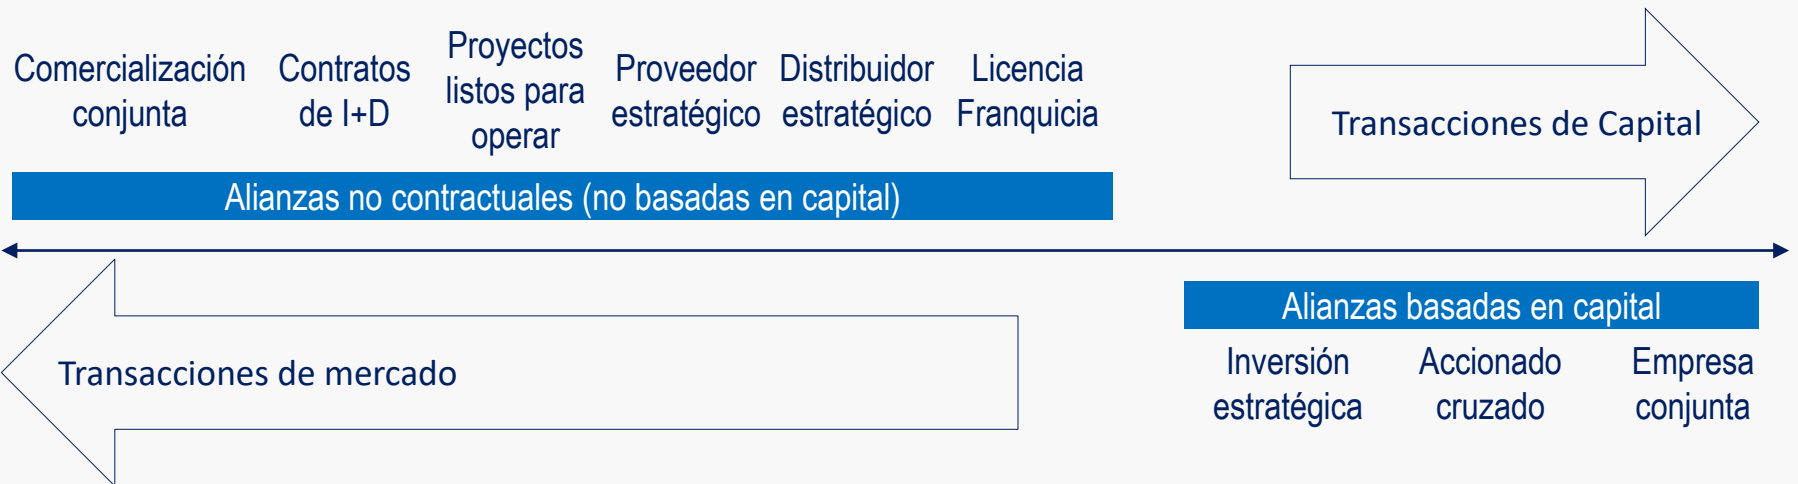 Comercialización
conjunta
Contratos
de I+D
Proyectos
listos para
operar
Proveedor
estratégico
Distribuidor
estratégico
Licencia
Franquicia
Transacciones de Capital
Alianzas no contractuales (no basadas en capital)
Transacciones de mercado
Alianzas basadas en capital
Inversión
estratégica
Accionado
cruzado
Empresa
conjunta